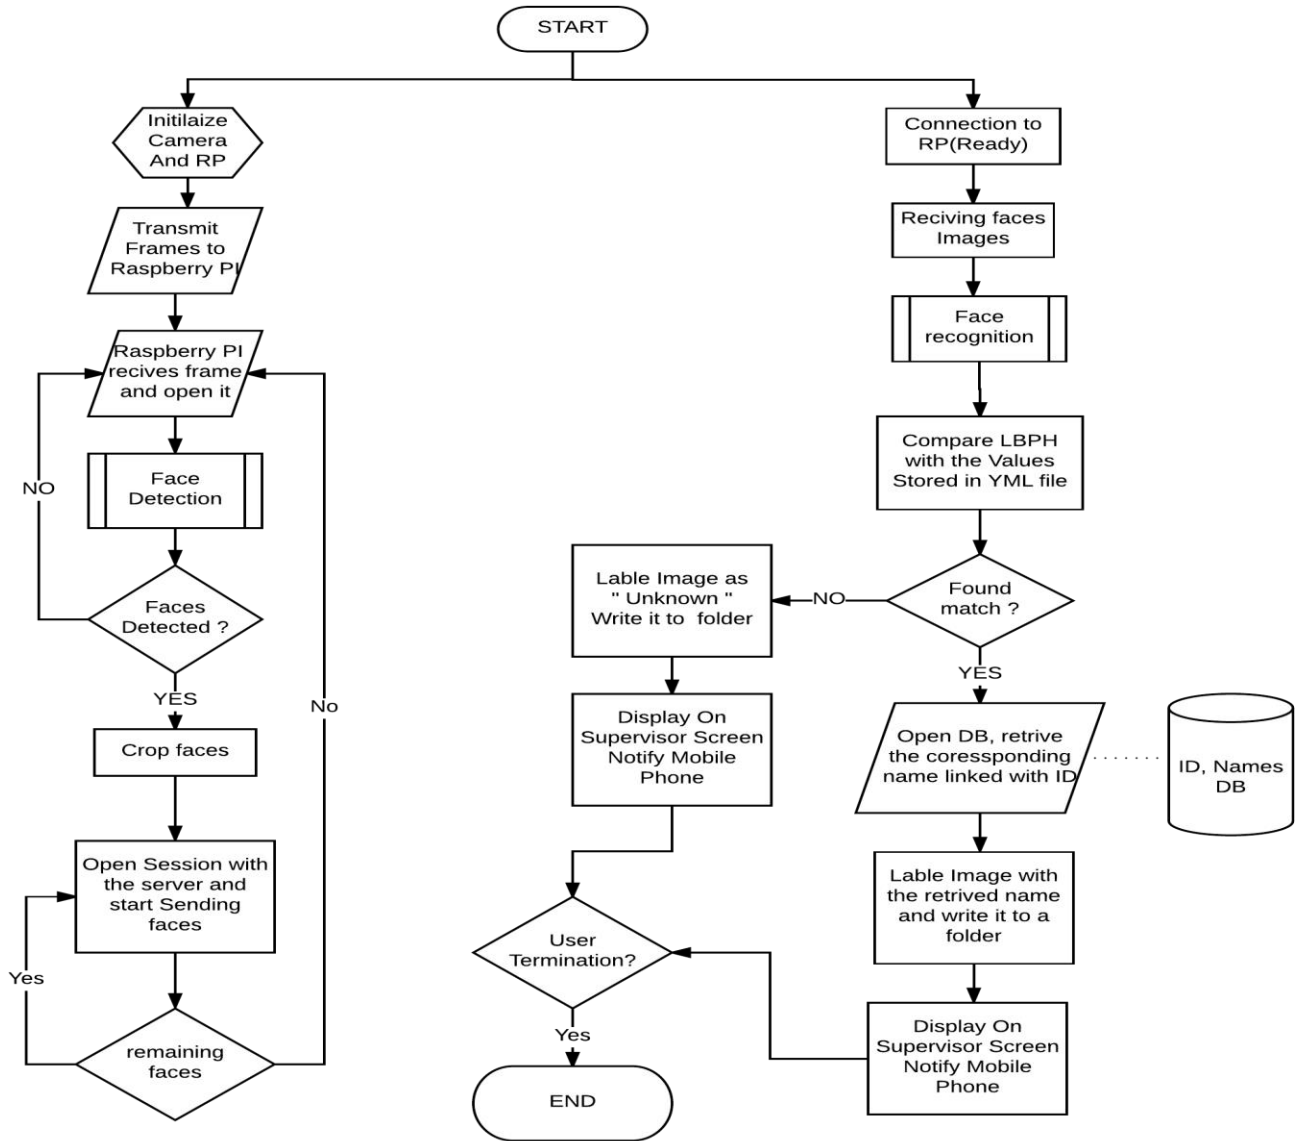 START
Initilaize
Camera
And RP
Transmit
Frames to
Raspberry PI
Raspberry PI
recives frame
and open it
NO
Face
Detection
Faces
Detected ?
YES
No
Crop faces
Open Session with
the server and
start Sending
faces
Yes
remaining
faces
Connection to
RP(Ready)
Reciving faces
Images
Face
recognition
Compare LBPH
with the Values
Stored in YML file
Found
match ?
NO
Lable Image as
" Unknown "
Write it to folder
Display On
Supervisor Screen
Notify Mobile
Phone
YES
Open DB, retrive
the coressponding
name linked with ID
ID, Names
DB
Lable Image with
the retrived name
and write it to a
folder
Display On
Supervisor Screen
Notify Mobile
Phone
User
Termination?
Yes
END